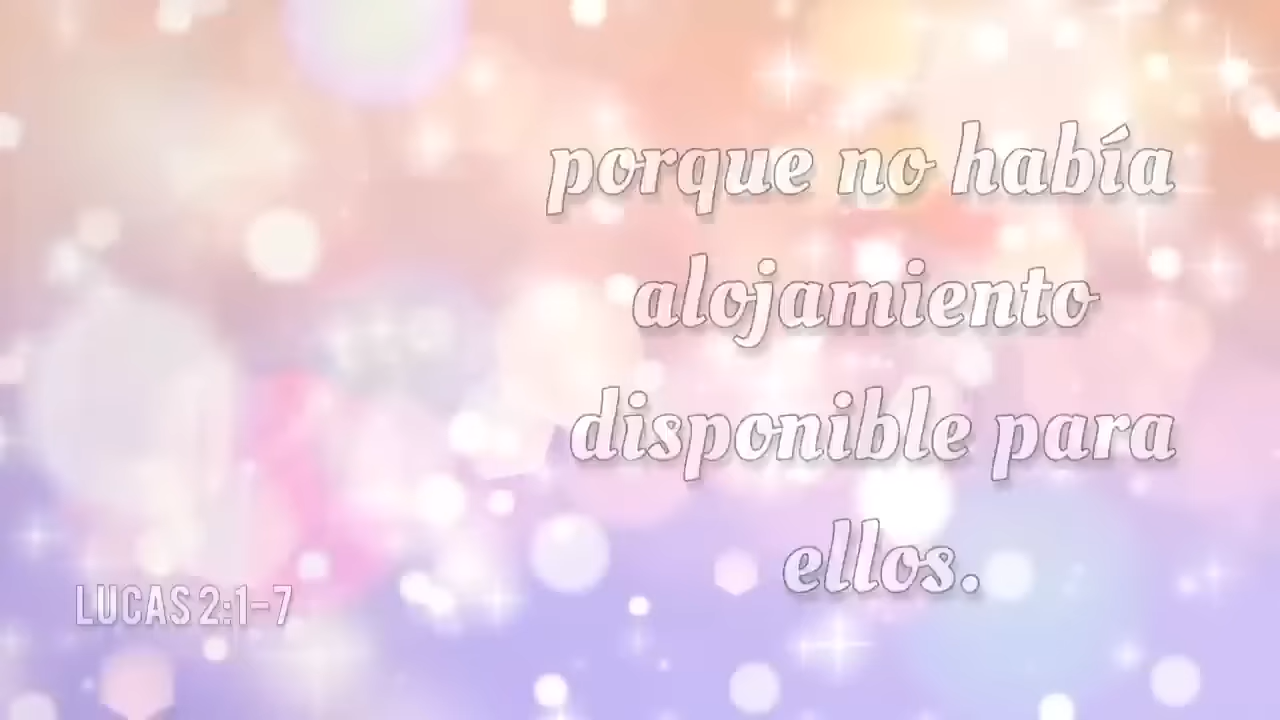 porque no había
alojamiento
disponible para
ellos.
LUCAS 2:1-7